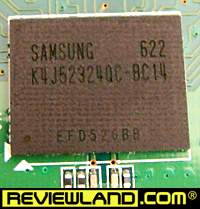 SAMSUNG 622
K4J52324QC-BC14
EFD526BB
REVIEWLAND.COM